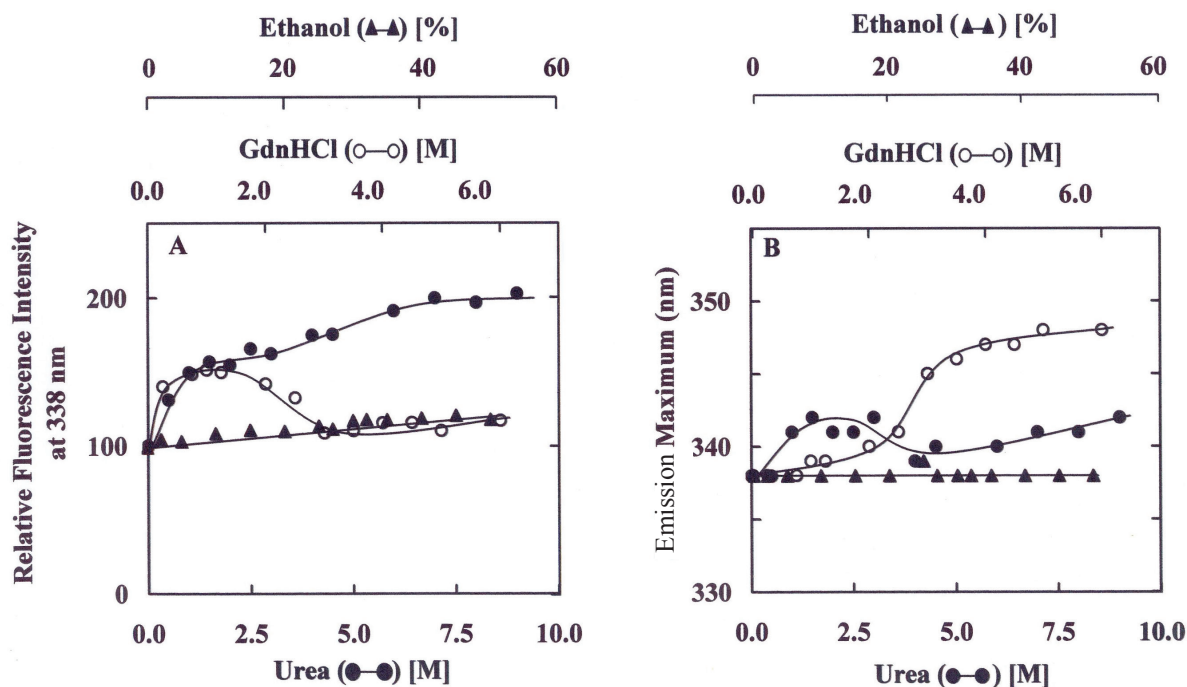 Ethanol (▲–▲) [%]
0 20 40 60
GdnHCl (○–○) [M]
0.0 2.0 4.0 6.0
A
Relative Fluorescence Intensity
at 338 nm
200
100
0
0.0 2.5 5.0 7.5 10.0
Urea (●–●) [M]
Ethanol (▲–▲) [%]
0 20 40 60
GdnHCl (○–○) [M]
0.0 2.0 4.0 6.0
B
Emission Maximum (nm)
350
340
330
0.0 2.5 5.0 7.5 10.0
Urea (●–●) [M]